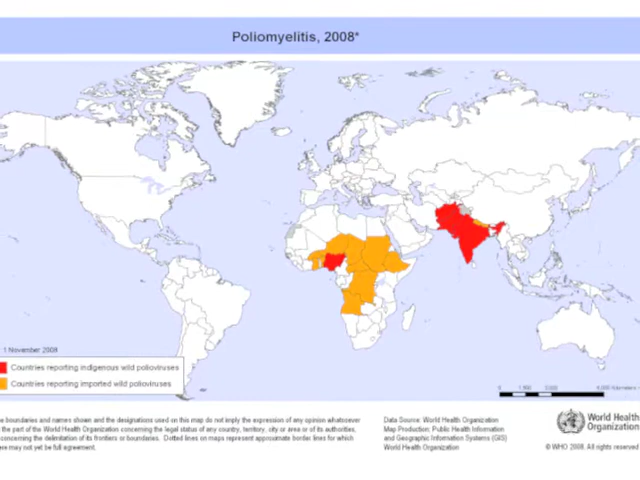 Poliomyelitis, 2008*
1 November 2008
Countries reporting indigenous wild polioviruses
Countries reporting imported wild polioviruses
e boundaries and names shown and the designations used on this map do not imply the expression of any opinion whatsoever
the part of the World Health Organization concerning the legal status of any country, territory, city or area or of its authorities,
concerning the delimitation of its frontiers or boundaries. Dotted lines on maps represent approximate border lines for which
ere may not yet be full agreement.
Data Source: World Health Organization
Map Production: Public Health Information
and Geographic Information Systems (GIS)
World Health Organization
World Health
Organization
© WHO 2008. All rights reserved